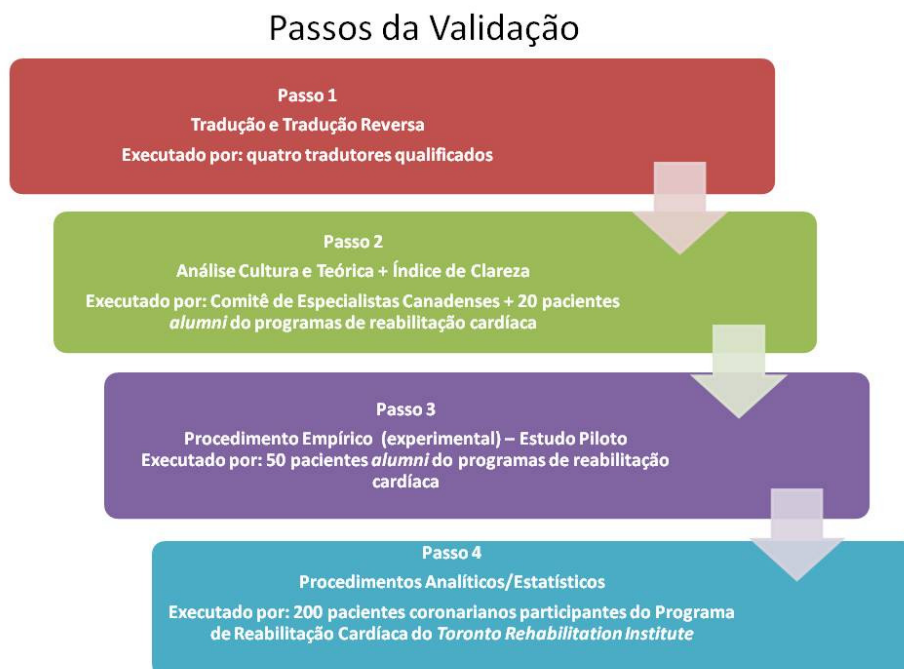 Passos da Validação
Passo 1
Tradução e Tradução Reversa
Executado por: quatro tradutores qualificados
Passo 2
Análise Cultura e Teórica + Índice de Clareza
Executado por: Comitê de Especialistas Canadenses + 20 pacientes
alumni do programas de reabilitação cardíaca
Passo 3
Procedimento Empírico (experimental) – Estudo Piloto
Executado por: 50 pacientes alumni do programas de reabilitação
cardíaca
Passo 4
Procedimentos Analíticos/Estatísticos
Executado por: 200 pacientes coronarianos participantes do Programa
de Reabilitação Cardíaca do Toronto Rehabilitation Institute